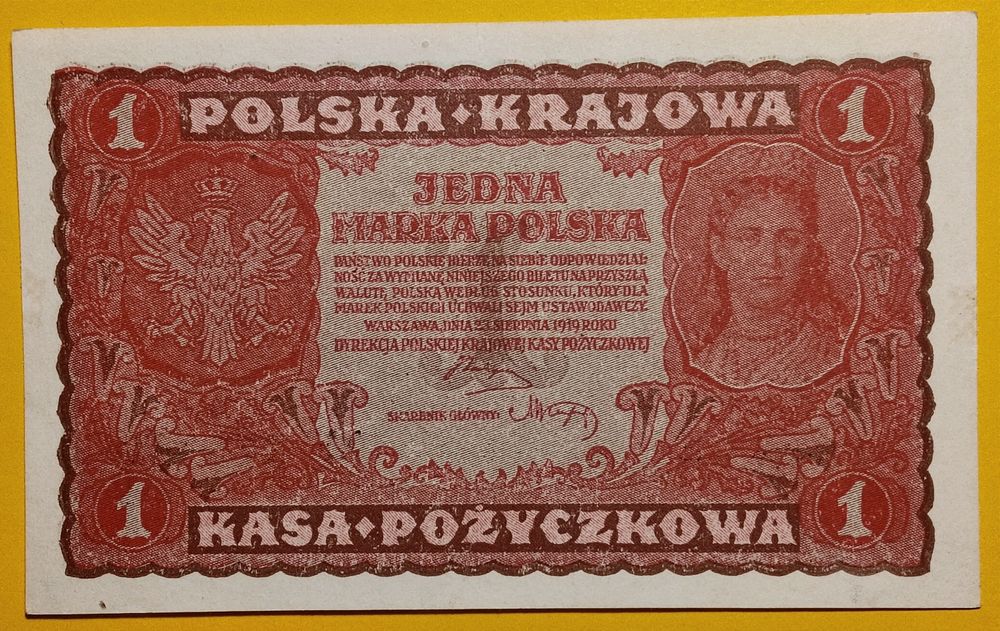 1 POLSKA·KRAJOWA 1
JEDNA
MARKA POLSKA
PAŃSTWO POLSKIE BIERZE NA SIEBIE ODPOWIEDZIAL
NOŚĆ ZA WYMIANĘ NINIEJSZEGO BILETU NA PRZYSZŁĄ
WALUTĘ POLSKĄ WEDŁUG STOSUNKU, KTÓRY DLA
MAREK POLSKICH UCHWALI SEJM USTAWODAWCZY.
WARSZAWA, DNIA 23 SIERPNIA 1919 ROKU
DYREKCJA POLSKIEJ KRAJOWEJ KASY POŻYCZKOWEJ
SKARBNIK GŁÓWNY:
1 KASA·POŻYCZKOWA 1